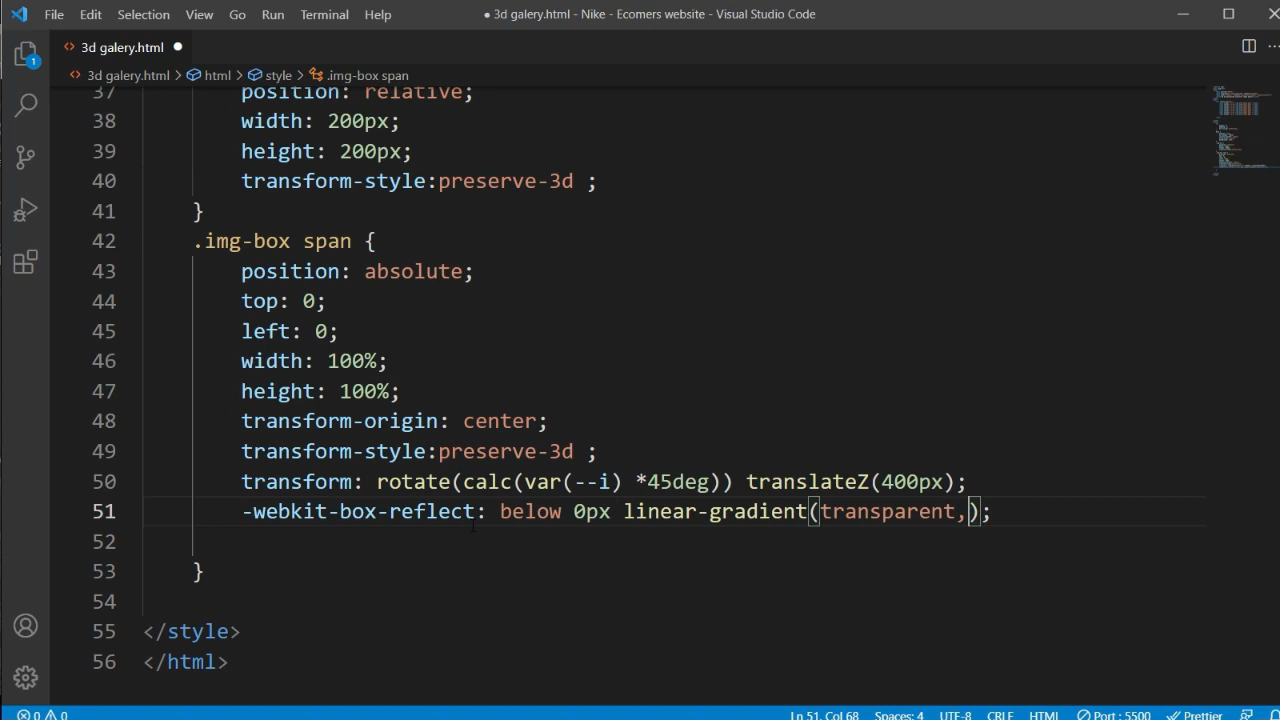 File Edit Selection View Go Run Terminal Help ● 3d galery.html - Nike - Ecomers website - Visual Studio Code
<> 3d galery.html ●
<> 3d galery.html > html > style > .img-box span
1
37 position: relative;
38 width: 200px;
39 height: 200px;
40 transform-style:preserve-3d ;
41 }
42 .img-box span {
43 position: absolute;
44 top: 0;
45 left: 0;
46 width: 100%;
47 height: 100%;
48 transform-origin: center;
49 transform-style:preserve-3d ;
50 transform: rotate(calc(var(--i) *45deg)) translateZ(400px);
51 -webkit-box-reflect: below 0px linear-gradient(transparent,);
52
53 }
54
55 </style>
56 </html>
0 0 Ln 51, Col 68 Spaces: 4 UTF-8 CRLF HTML Port : 5500 Prettier